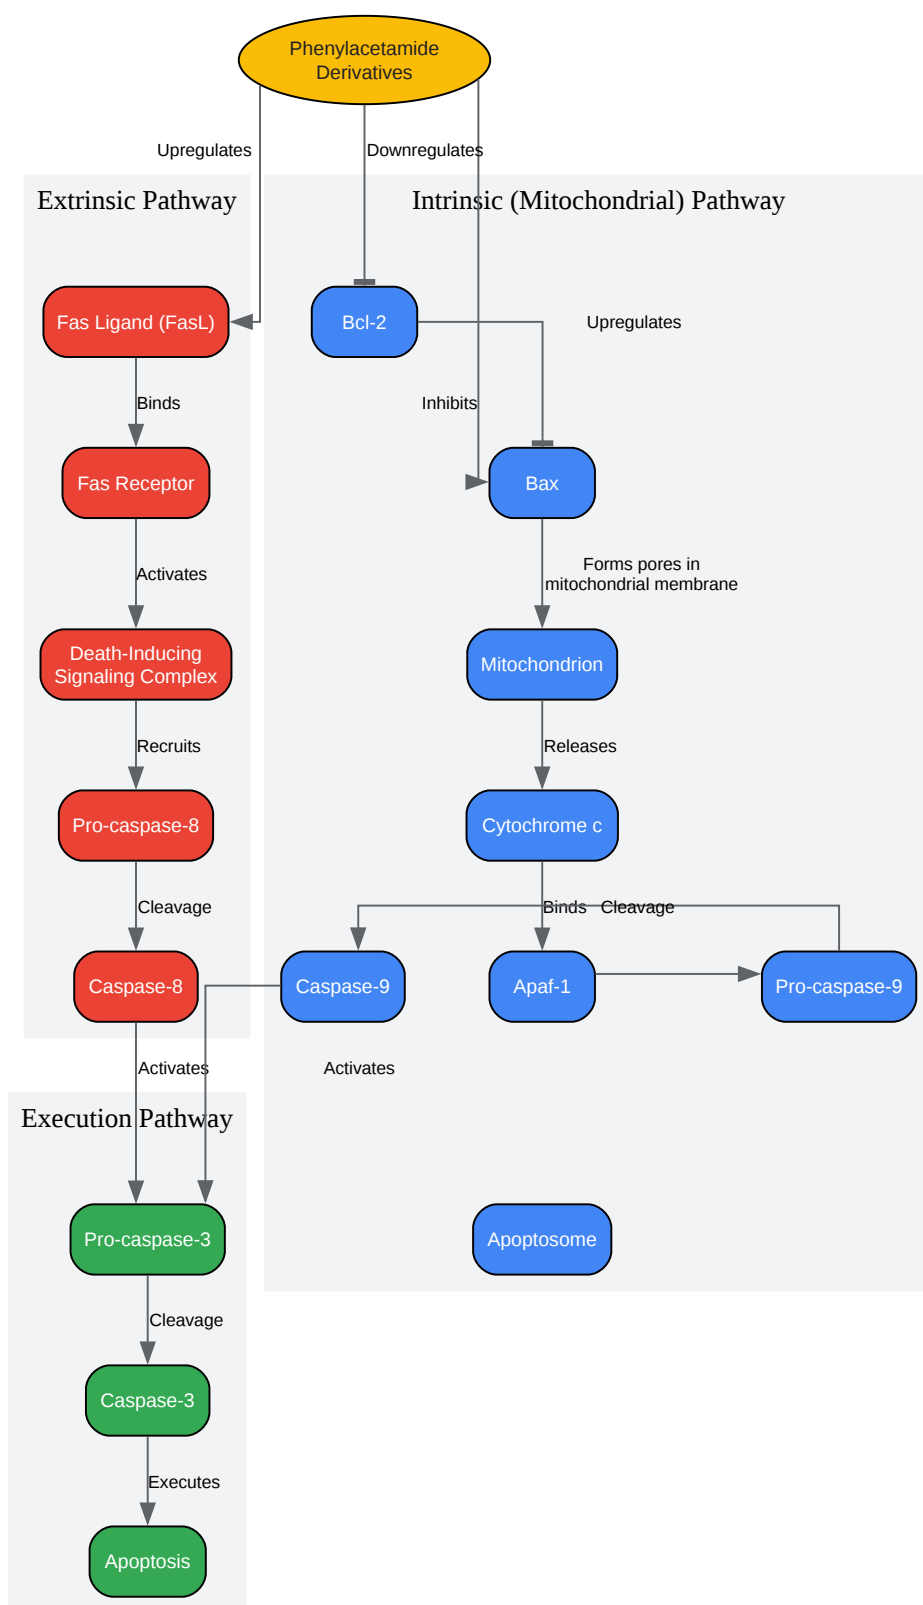 Phenylacetamide
Derivatives
Upregulates
Downregulates
Extrinsic Pathway
Intrinsic (Mitochondrial) Pathway
Fas Ligand (FasL)
Bcl-2
Upregulates
Binds
Inhibits
Fas Receptor
Bax
Activates
Forms pores in
mitochondrial membrane
Death-Inducing
Signaling Complex
Mitochondrion
Recruits
Releases
Pro-caspase-8
Cytochrome c
Cleavage
Binds
Cleavage
Caspase-8
Caspase-9
Apaf-1
Pro-caspase-9
Activates
Activates
Execution Pathway
Pro-caspase-3
Apoptosome
Cleavage
Caspase-3
Executes
Apoptosis